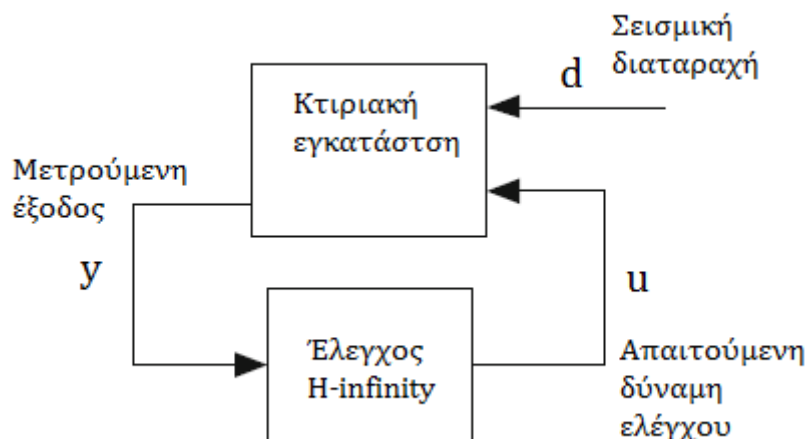 Σεισμική
διαταραχή
d
Κτιριακή
εγκατάστση
Μετρούμενη
έξοδος
y
u
Έλεγχος
H-infinity
Απαιτούμενη
δύναμη
ελέγχου